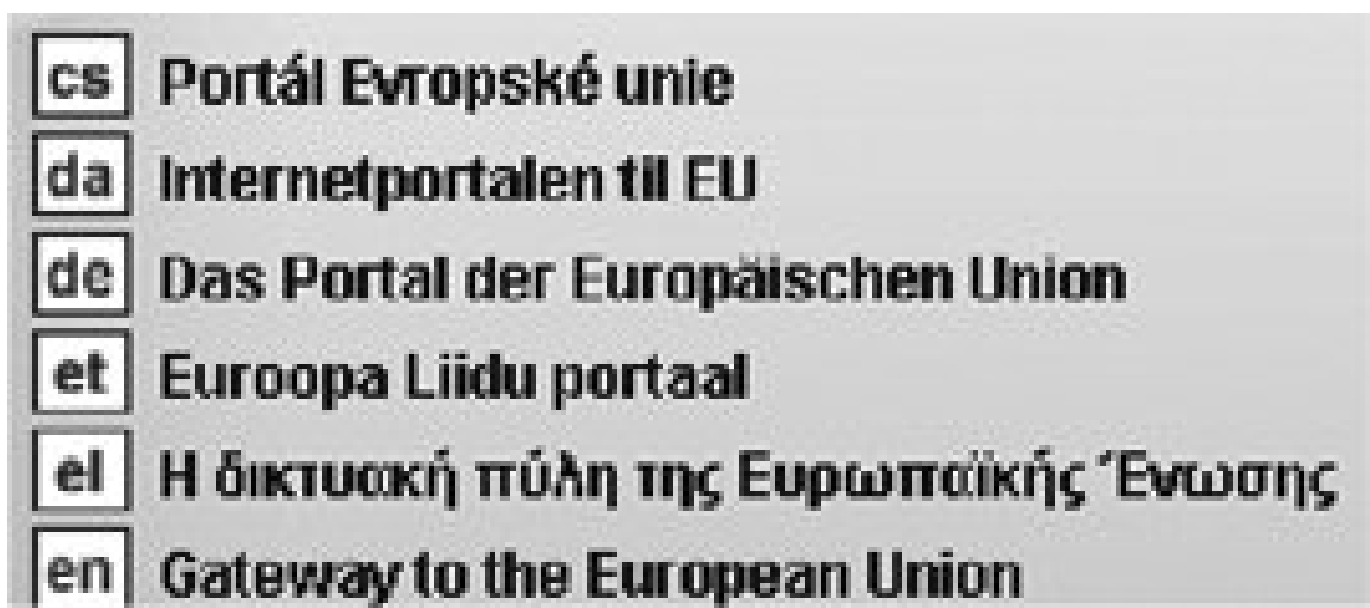 cs Portál Evropské unie
da Internetportalen til EU
de Das Portal der Europäischen Union
et Euroopa Liidu portaal
el Η δικτυακή πύλη της Ευρωπαϊκής Ένωσης
en Gateway to the European Union